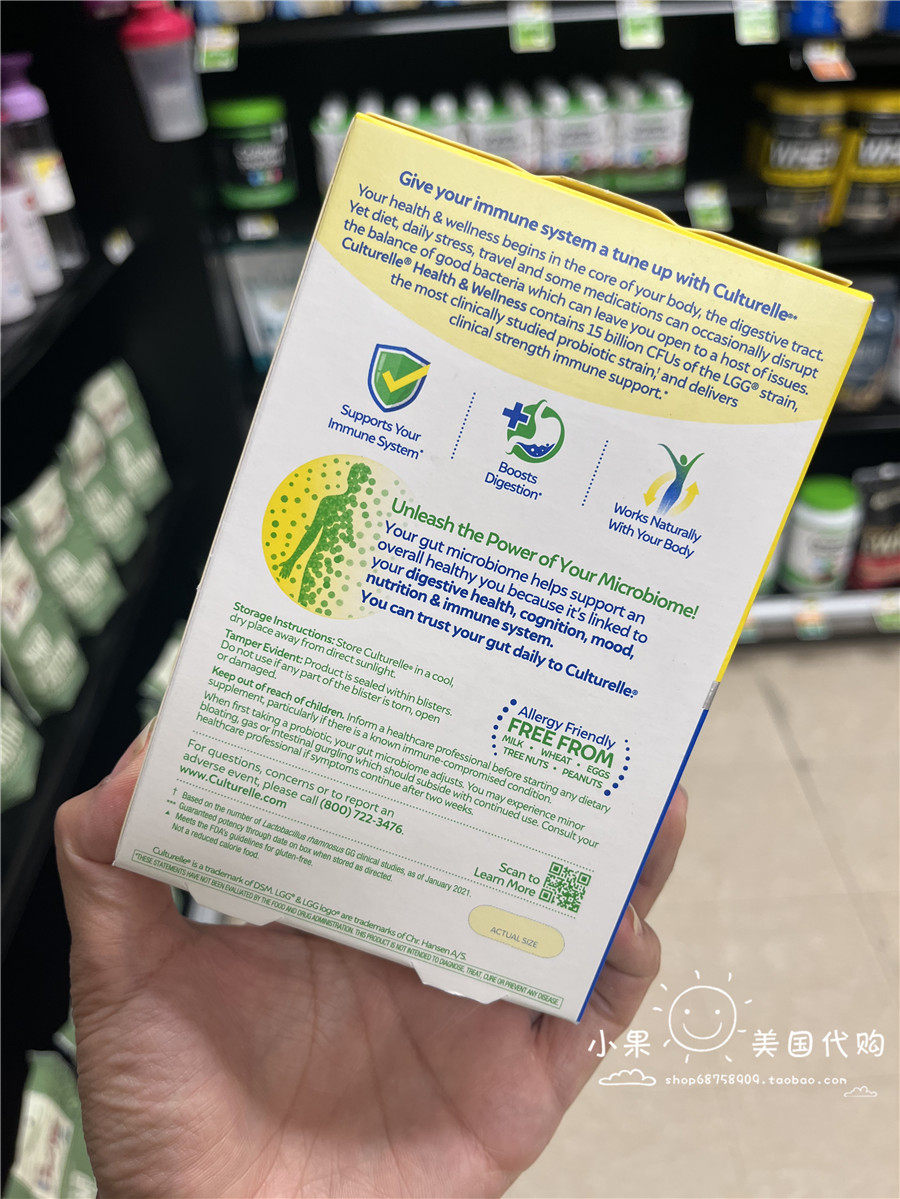 Give your immune system a tune up with Culturelle®*
Your health & wellness begins in the core of your body, the digestive tract.
Yet diet, daily stress, travel and some medications can occasionally disrupt
the balance of good bacteria which can leave you open to a host of issues.
Culturelle® Health & Wellness contains 15 billion CFUs of the LGG® strain,
the most clinically studied probiotic strain,† and delivers
clinical strength immune support.*
Supports Your
Immune System*
Boosts
Digestion*
Works Naturally
With Your Body
Unleash the Power of Your Microbiome!
Your gut microbiome helps support an
overall healthy you because it's linked to
your digestive health, cognition, mood,
nutrition & immune system.
You can trust your gut daily to Culturelle.®
Storage Instructions: Store Culturelle® in a cool,
dry place away from direct sunlight.
Tamper Evident: Product is sealed within blisters.
Do not use if any part of the blister is torn, open
or damaged.
Keep out of reach of children. Inform a healthcare professional before starting any dietary
supplement, particularly if there is a known immune-compromised condition.
When first taking a probiotic, your gut microbiome adjusts. You may experience minor
bloating, gas or intestinal gurgling which should subside with continued use. Consult your
healthcare professional if symptoms continue after two weeks.
Allergy Friendly
FREE FROM
MILK • WHEAT • EGGS
TREE NUTS • PEANUTS
For questions, concerns or to report an
adverse event, please call (800) 722-3476.
www.Culturelle.com
† Based on the number of Lactobacillus rhamnosus GG clinical studies, as of January 2021.
*** Guaranteed potency through date on box when stored as directed.
▲ Meets the FDA's guidelines for gluten-free.
Not a reduced calorie food.
Scan to
Learn More
ACTUAL SIZE
Culturelle® is a trademark of DSM. LGG® & LGG logo® are trademarks of Chr. Hansen A/S.
*THESE STATEMENTS HAVE NOT BEEN EVALUATED BY THE FOOD AND DRUG ADMINISTRATION. THIS PRODUCT IS NOT INTENDED TO DIAGNOSE, TREAT, CURE OR PREVENT ANY DISEASE.
WHEY
小果 美国代购
shop68758909.taobao.com